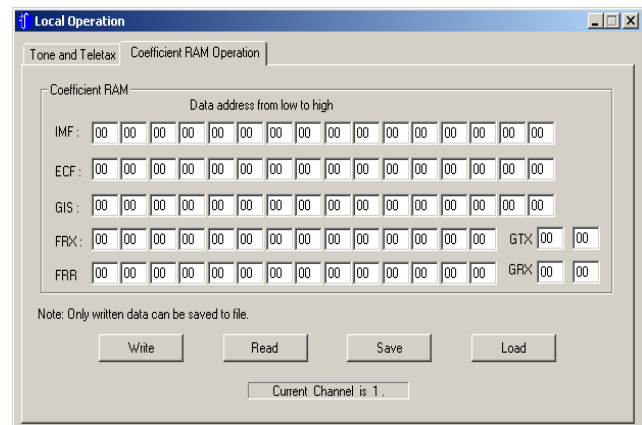 Local Operation
Tone and Teletax Coefficient RAM Operation
Coefficient RAM
Data address from low to high
IMF : 00 00 00 00 00 00 00 00 00 00 00 00 00 00 00 00
ECF : 00 00 00 00 00 00 00 00 00 00 00 00 00 00 00 00
GIS : 00 00 00 00 00 00 00 00 00 00 00 00 00 00 00 00
FRX : 00 00 00 00 00 00 00 00 00 00 00 00 00 00 GTX 00 00
FRR 00 00 00 00 00 00 00 00 00 00 00 00 00 00 GRX 00 00
Note: Only written data can be saved to file.
Write Read Save Load
Current Channel is 1 .